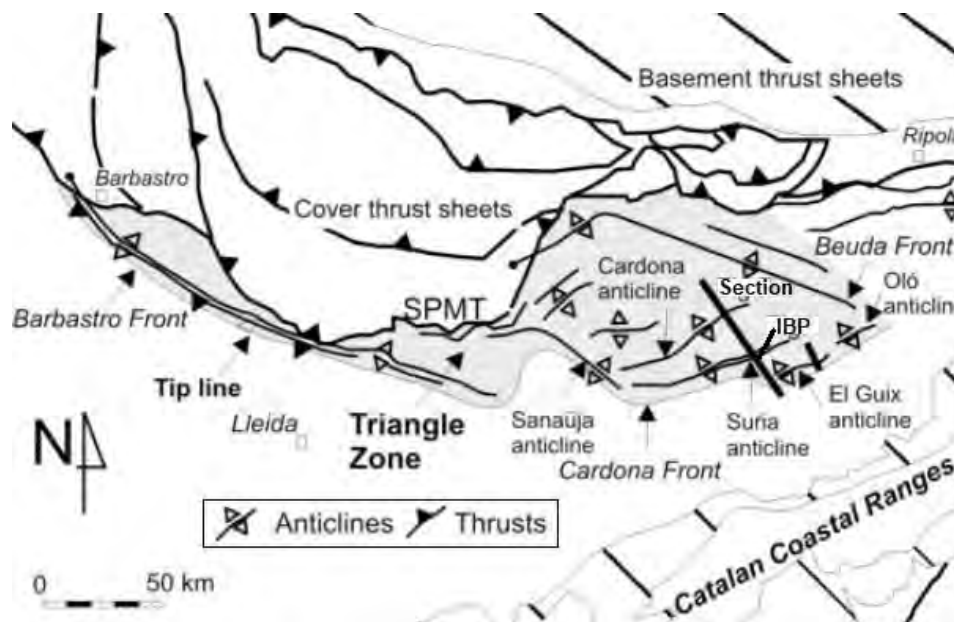 Basement thrust sheets
Barbastro
Cover thrust sheets
Beuda Front
Cardona
anticline
Section
Oló
anticline
SPMT
IBP
Barbastro Front
Tip line
Lleida
Triangle
Zone
Sanaüja
anticline
Cardona Front
Suria
anticline
El Guix
anticline
N
Anticlines
Thrusts
Catalan Coastal Ranges
0
50 km